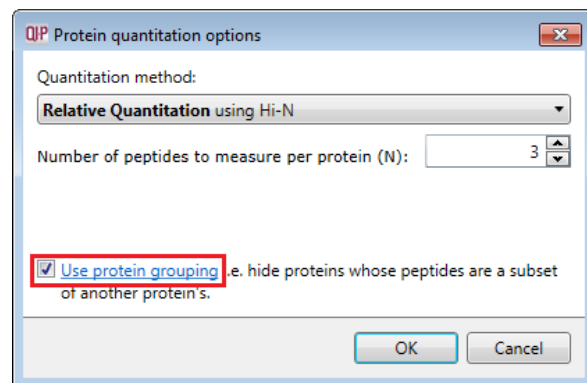 QIP Protein quantitation options
Quantitation method:
Relative Quantitation using Hi-N
Number of peptides to measure per protein (N): 3
Use protein grouping .e. hide proteins whose peptides are a subset
of another protein's.
OK Cancel